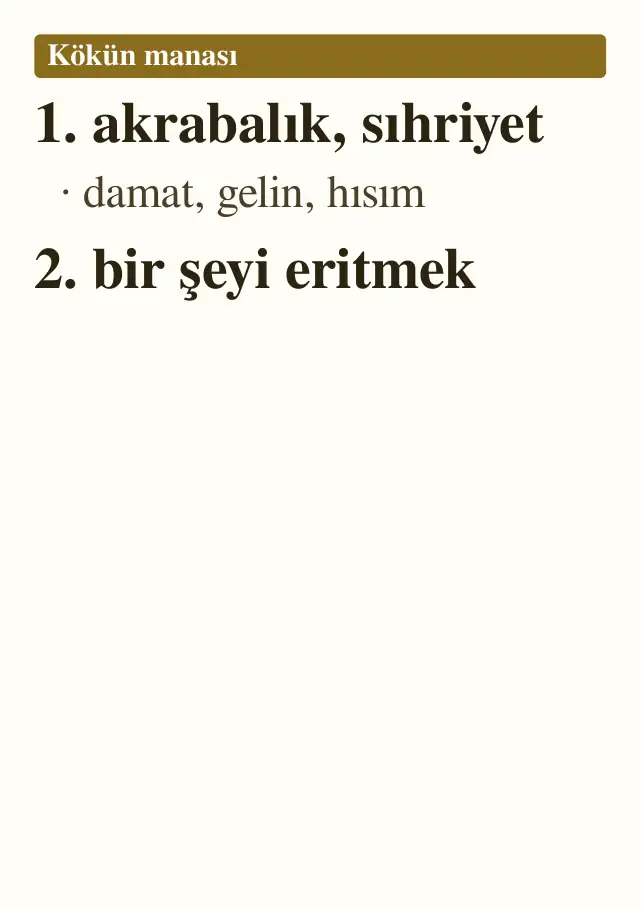 Kökün manası
1. akrabalık, sıhriyet
· damat, gelin, hısım
2. bir şeyi eritmek